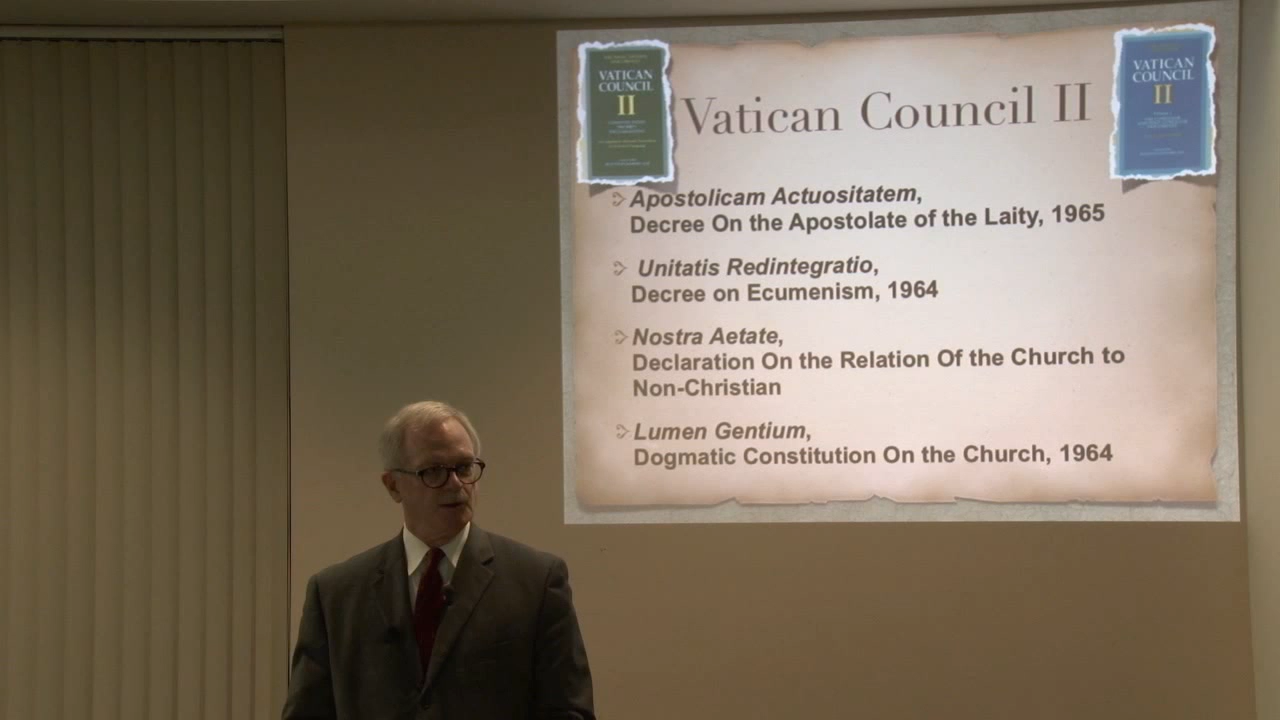 VATICAN
COUNCIL
II
VATICAN
COUNCIL
II
Vatican Council II
Apostolicam Actuositatem,
Decree On the Apostolate of the Laity, 1965
Unitatis Redintegratio,
Decree on Ecumenism, 1964
Nostra Aetate,
Declaration On the Relation Of the Church to
Non-Christian
Lumen Gentium,
Dogmatic Constitution On the Church, 1964